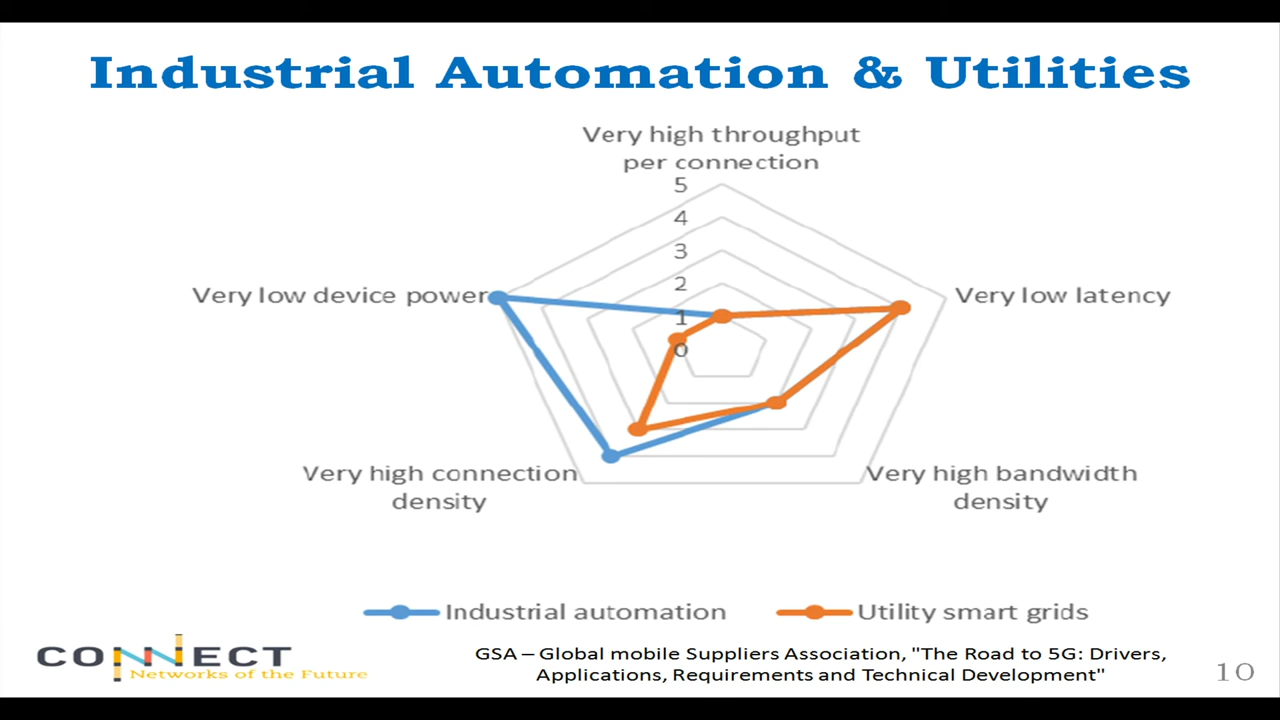 Industrial Automation & Utilities
Very high throughput
per connection
5
4
3
2
1
0
Very low device power
Very low latency
Very high connection
density
Very high bandwidth
density
Industrial automation
Utility smart grids
CONNECT
Networks of the Future
GSA – Global mobile Suppliers Association, "The Road to 5G: Drivers,
Applications, Requirements and Technical Development"
10